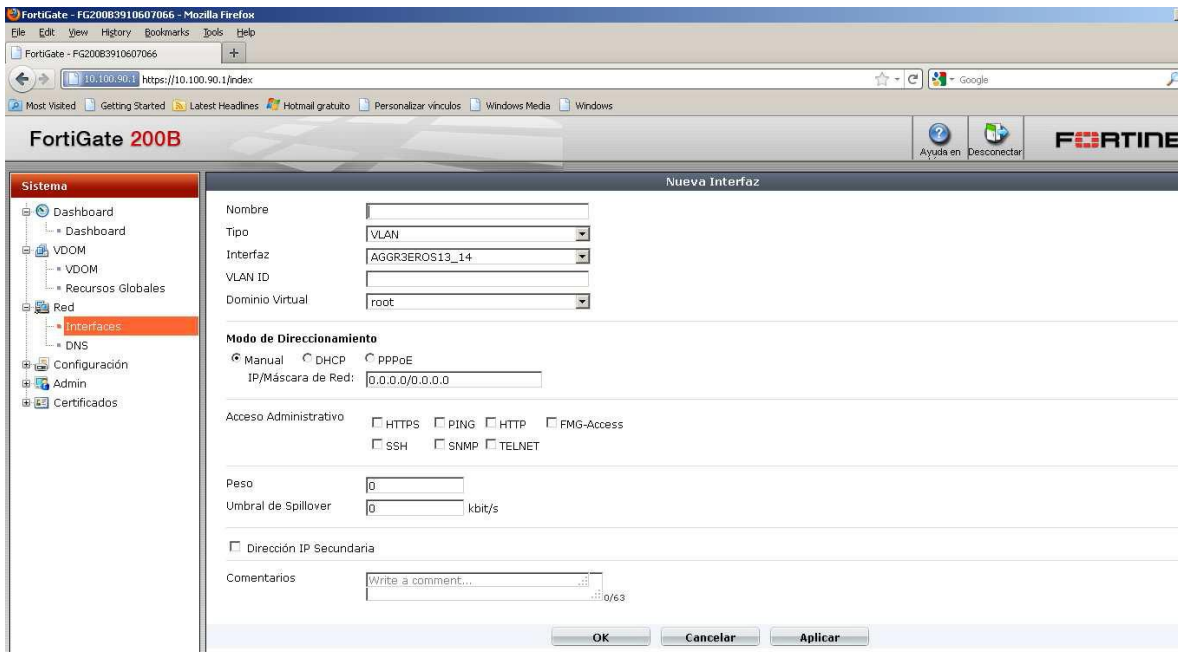 FortiGate - FG200B3910607066 - Mozilla Firefox
File Edit View History Bookmarks Tools Help
FortiGate - FG200B3910607066 +
10.100.90.1 https://10.100.90.1/index
Google
Most Visited Getting Started Latest Headlines Hotmail gratuito Personalizar vínculos Windows Media Windows
FortiGate 200B
Ayuda en Desconectar
FORTINE
Sistema
Nueva Interfaz
Dashboard
Dashboard
VDOM
VDOM
Recursos Globales
Red
Interfaces
DNS
Configuración
Admin
Certificados
Nombre
Tipo VLAN
Interfaz AGGR3EROS13_14
VLAN ID
Dominio Virtual root
Modo de Direccionamiento
Manual DHCP PPPoE
IP/Máscara de Red: 0.0.0.0/0.0.0.0
Acceso Administrativo HTTPS PING HTTP FMG-Access
SSH SNMP TELNET
Peso 0
Umbral de Spillover 0 kbit/s
Dirección IP Secundaria
Comentarios Write a comment...
0/63
OK Cancelar Aplicar